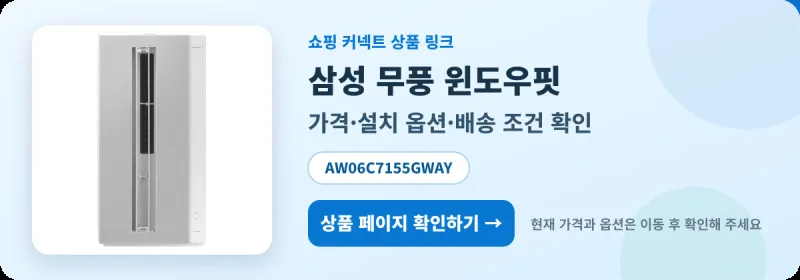 쇼핑 커넥트 상품 링크
삼성 무풍 윈도우핏
가격·설치 옵션·배송 조건 확인
AW06C7155GWAY
상품 페이지 확인하기 →
현재 가격과 옵션은 이동 후 확인해 주세요